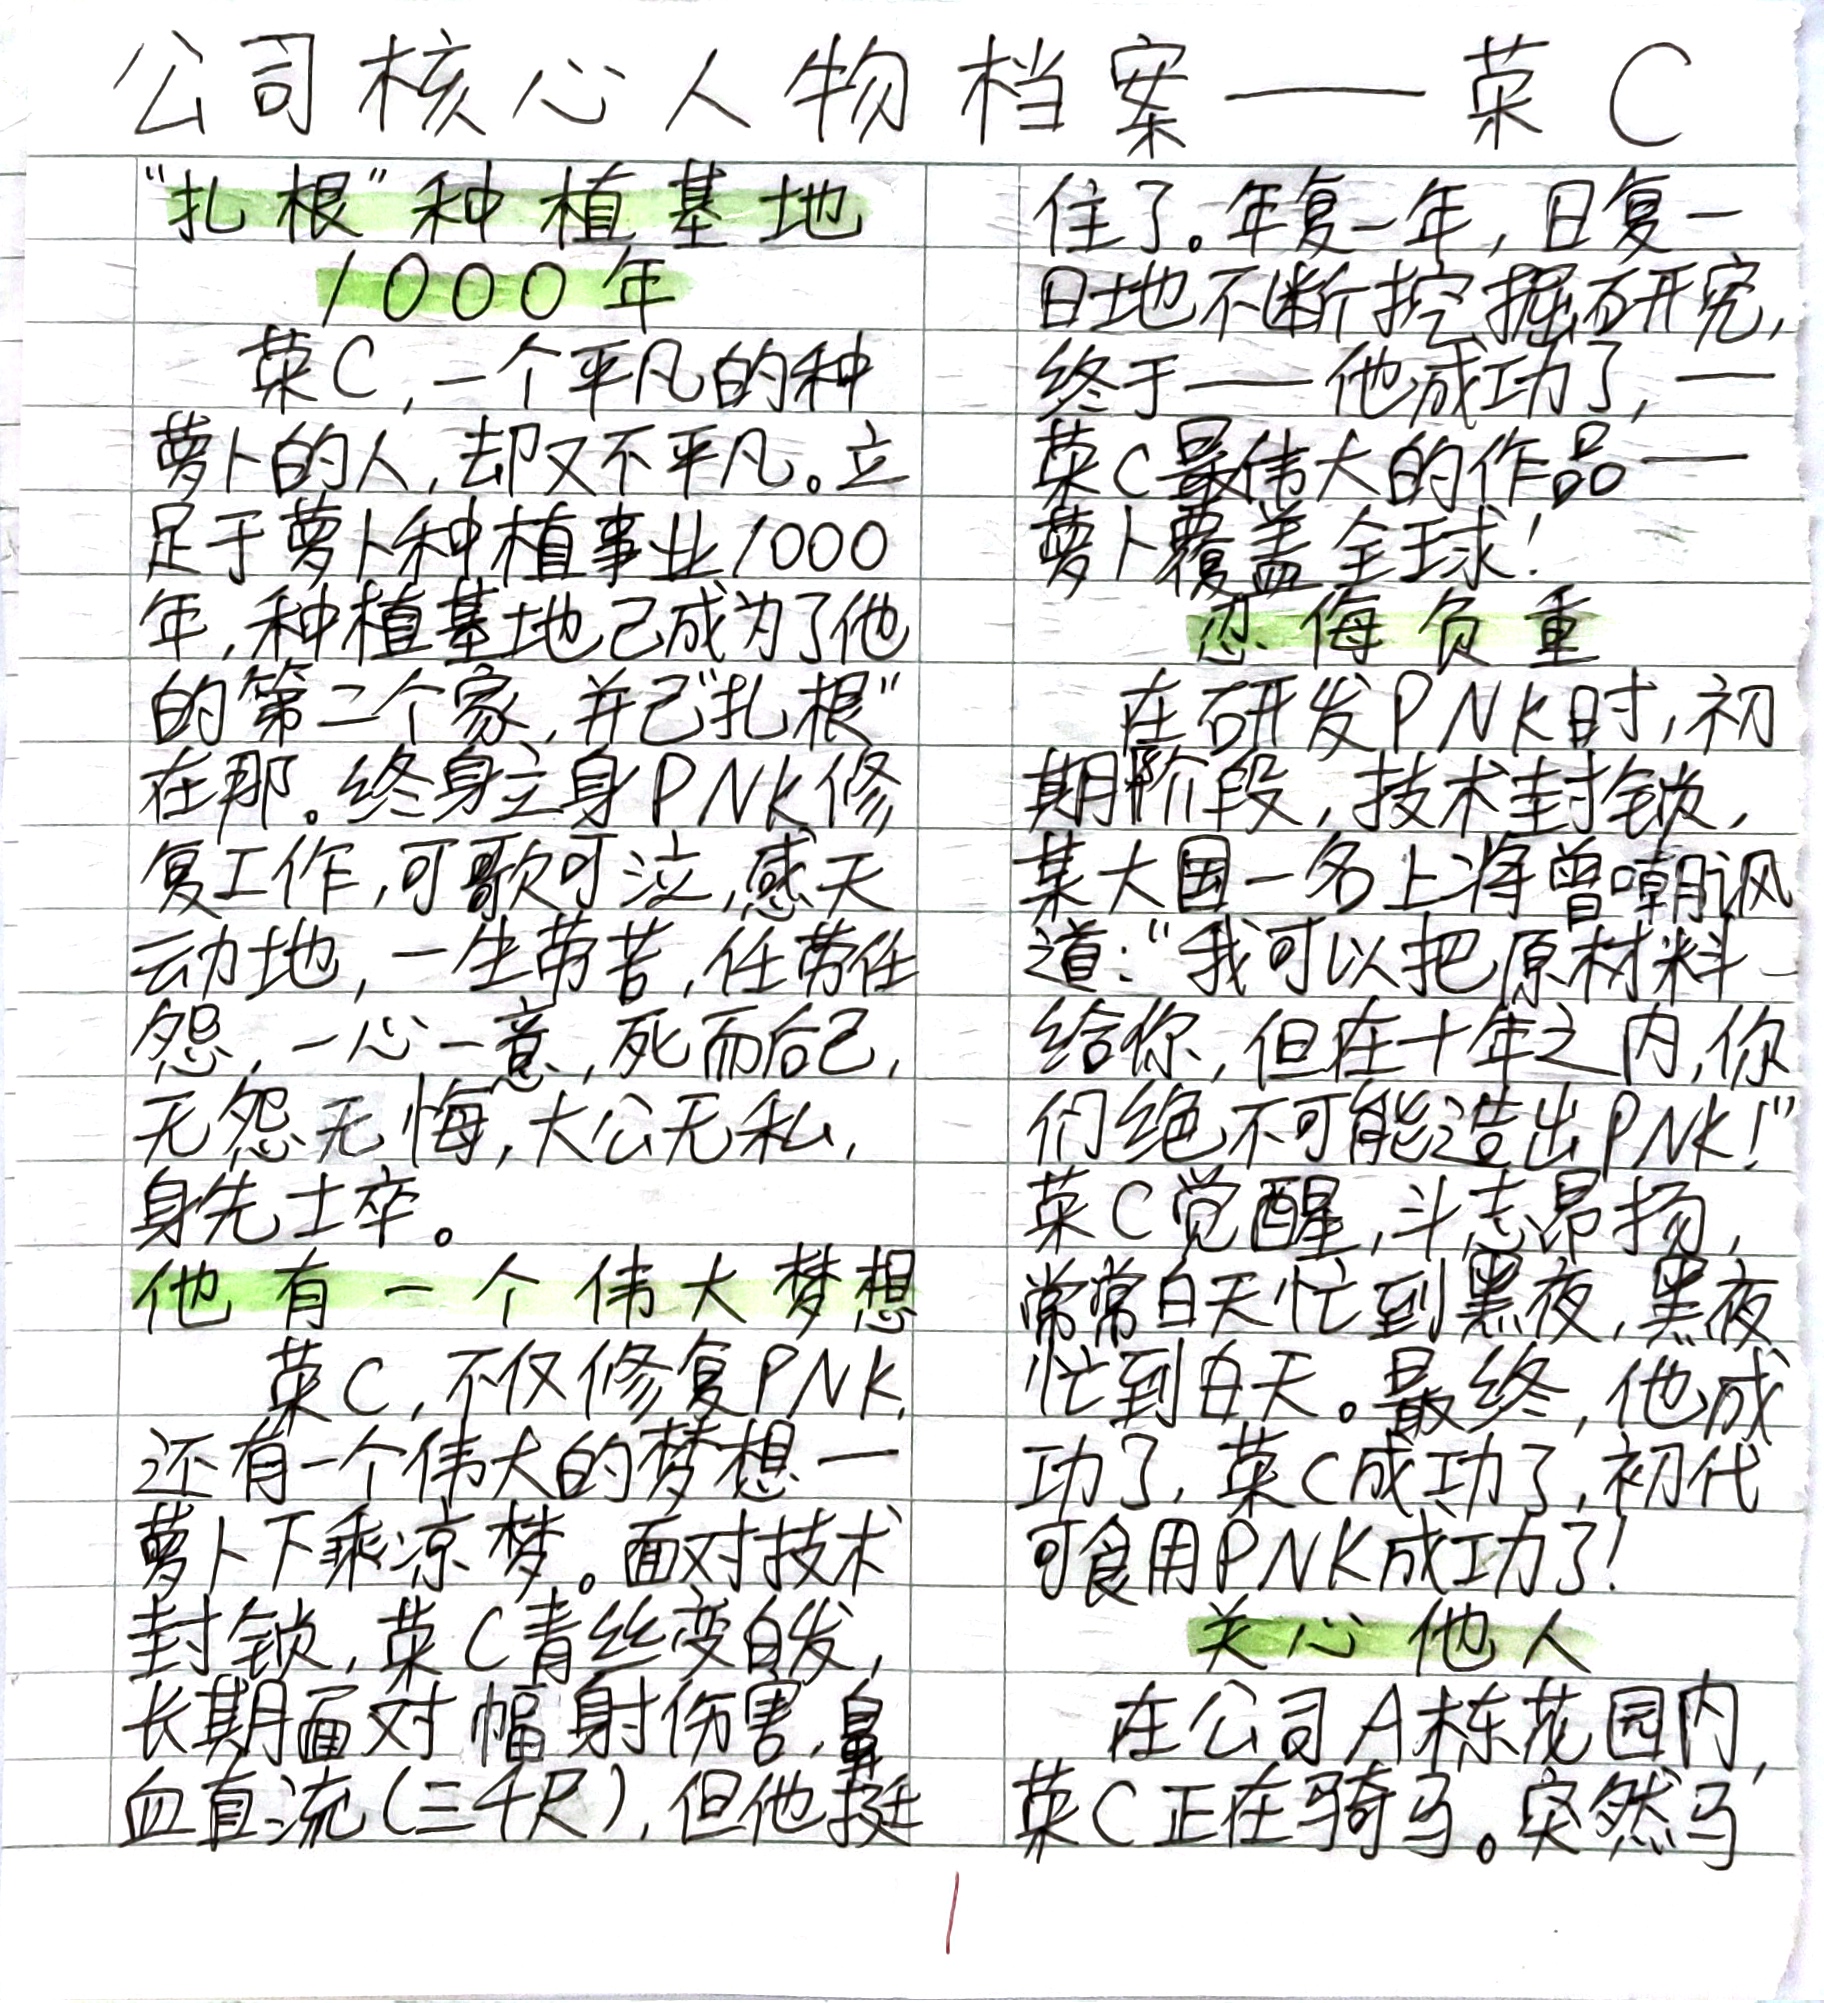 公司核心人物档案——菜C
“扎根”种植基地
1000年
菜C,一个平凡的种
萝卜的人,却又不平凡。立
足于萝卜种植事业1000
年,种植基地己成为了他
的第二个家,并己“扎根”
在那。终身立身PNK修
复工作,可歌可泣,感天
动地,一生劳苦,任劳任
怨,一心一意,死而后己,
无怨无悔,大公无私,
身先士卒。
他有一个伟大梦想
菜C,不仅修复PNK,
还有一个伟大的梦想一
萝卜下乘凉梦。面对技术
封锁,菜C青丝变白发,
长期面对幅射伤害,鼻
血直流(三千尺),但他挺
住了。年复一年,日复一
日地不断挖掘研究,
终于——他成功了,—
菜C最伟大的作品—
萝卜覆盖全球!
忍侮负重
在研发PNK时,初
期阶段,技术封锁,
某大国一名上将曾嘲讽
道:“我可以把原材料
给你,但在十年之内,你
们绝不可能造出PNK!”
菜C觉醒,斗志昂扬,
常常白天忙到黑夜,黑夜
忙到白天。最终,他成
功了,菜C成功了,初代
可食用PNK成功了!
关心他人
在公司A栋花园内,
菜C正在骑马。突然马
1